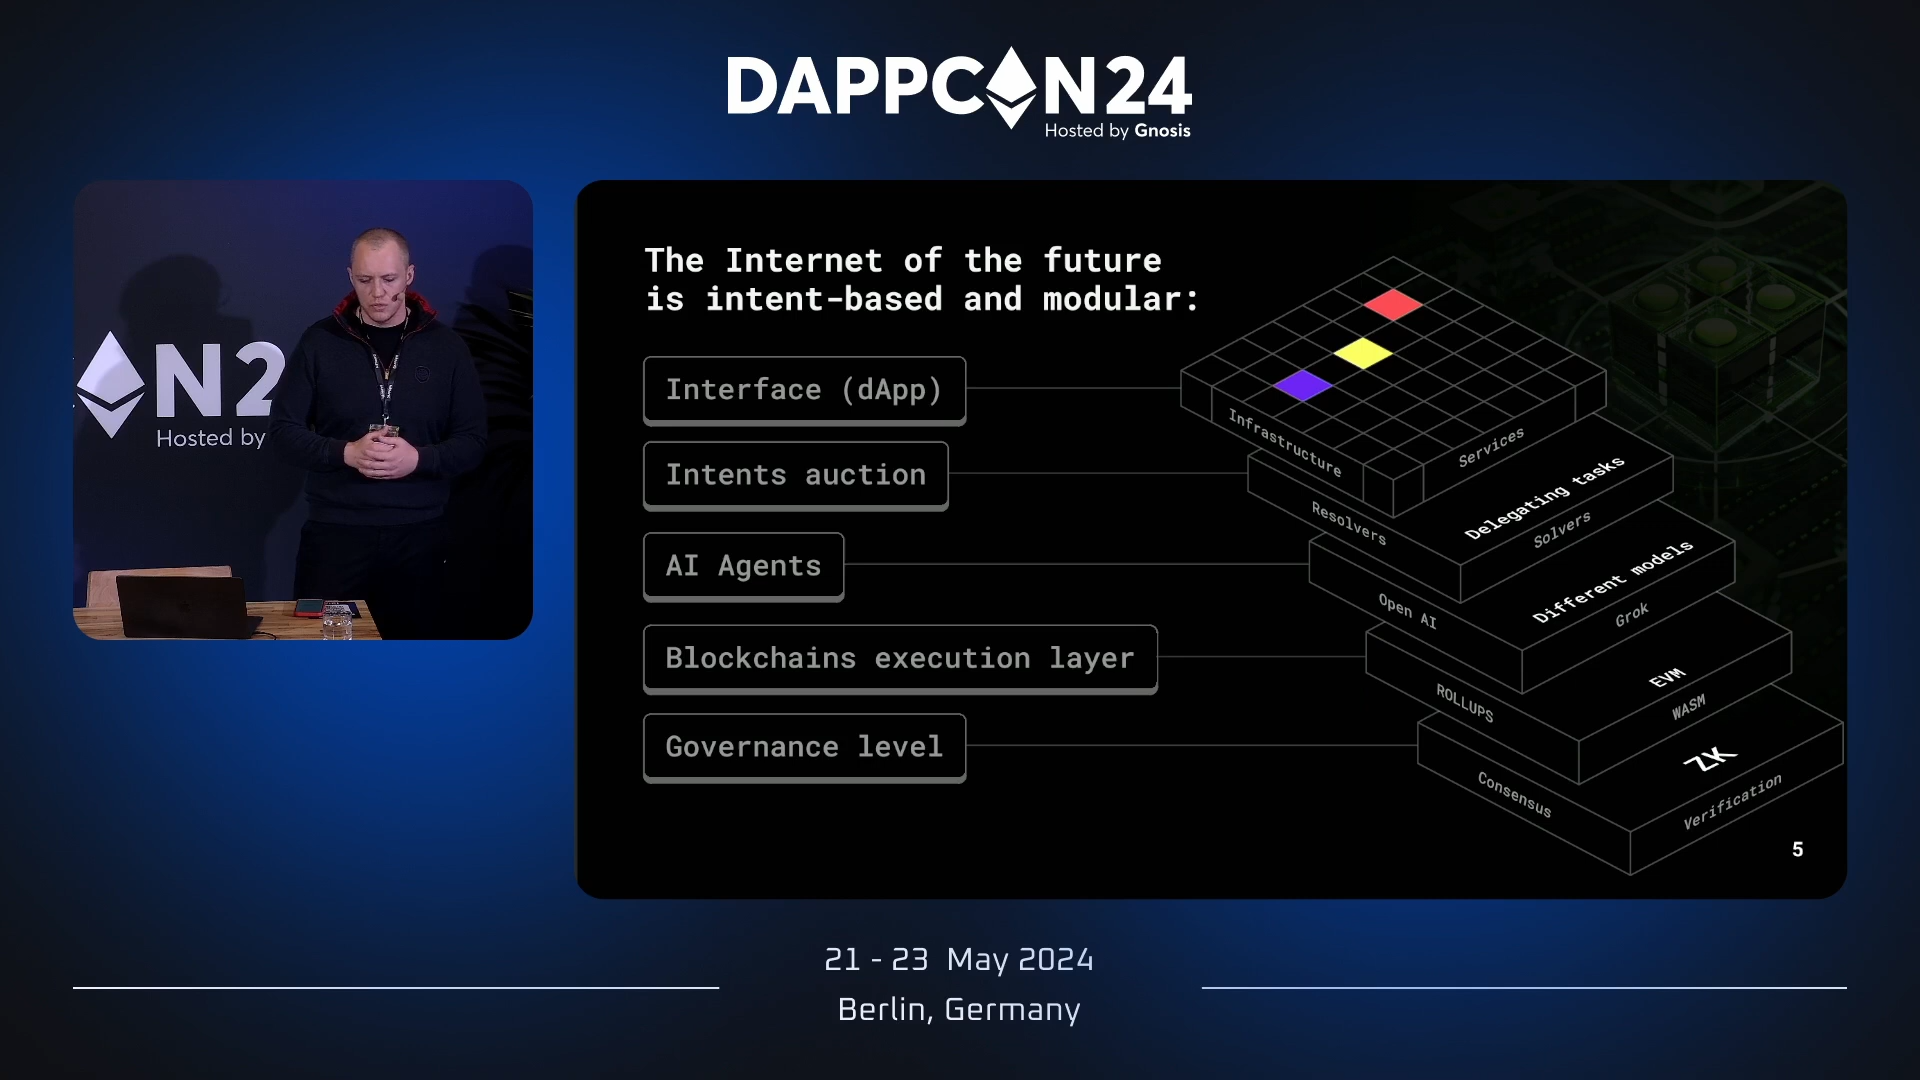 DAPPCON24
Hosted by Gnosis
N2
Hosted by
The Internet of the future
is intent-based and modular:
Interface (dApp)
Intents auction
AI Agents
Blockchains execution layer
Governance level
Infrastructure
Services
Resolvers
Delegating tasks
Solvers
Open AI
Different models
Grok
ROLLUPS
EVM
WASM
Consensus
ZK
Verification
5
21 - 23 May 2024
Berlin, Germany